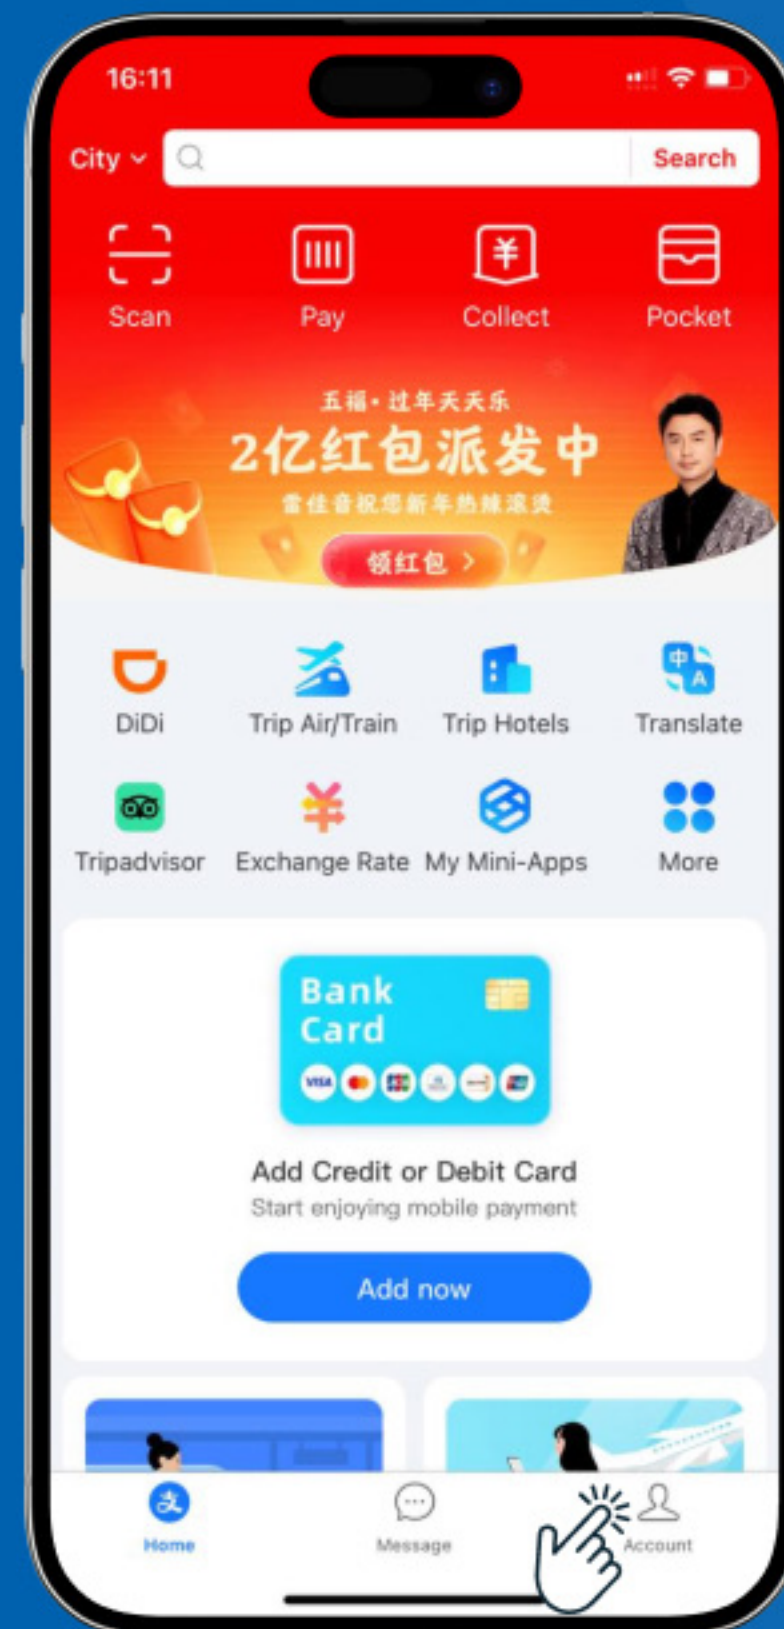 16:11
City
Search
Scan
Pay
Collect
Pocket
五福·过年天天乐
2亿红包派发中
雷佳音祝您新年热辣滚烫
领红包 >
DiDi
Trip Air/Train
Trip Hotels
中
A
Translate
Tripadvisor
Exchange Rate
My Mini-Apps
More
Bank
Card
VISA
Add Credit or Debit Card
Start enjoying mobile payment
Add now
支
Home
Message
Account